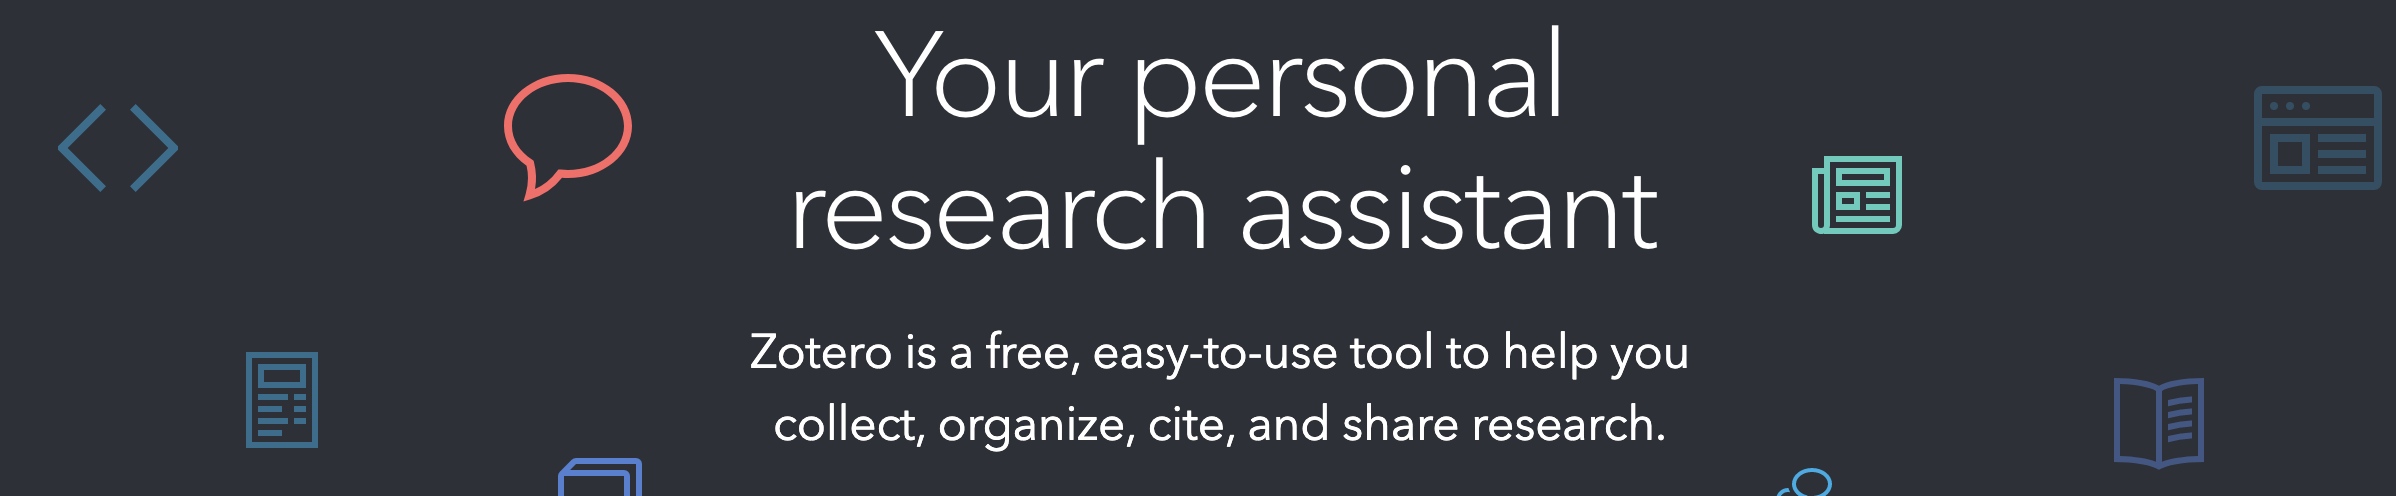 Your personal
research assistant
Zotero is a free, easy-to-use tool to help you
collect, organize, cite, and share research.